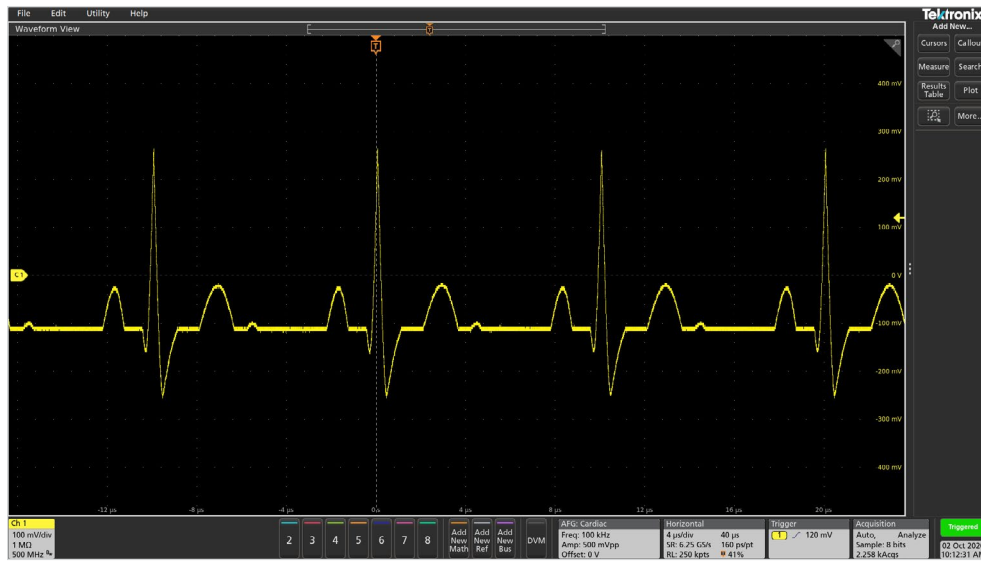 File Edit Utility Help
Tektronix
Waveform View
Add New...
Cursors
Measure Search
Results Table Plot
More...
T
T
400 mV
300 mV
200 mV
100 mV
0 V
-100 mV
-200 mV
-300 mV
-400 mV
C1
-12 µs -8 µs -4 µs 0s 4 µs 8 µs 12 µs 16 µs 20 µs
Ch 1
100 mV/div
1 MΩ
500 MHz
2 3 4 5 6 7 8
Add New Math
Add New Ref
Add New Bus
DVM
AFG: Cardiac
Freq: 100 kHz
Amp: 500 mVpp
Offset: 0 V
Horizontal
4 µs/div 40 µs
SR: 6.25 GS/s 160 ps/pt
RL: 250 kpts 41%
Trigger
1 120 mV
Acquisition
Auto, Analyze
Sample: 8 bits
2.258 kAcqs
Triggered
02 Oct 2020
10:12:31 AM